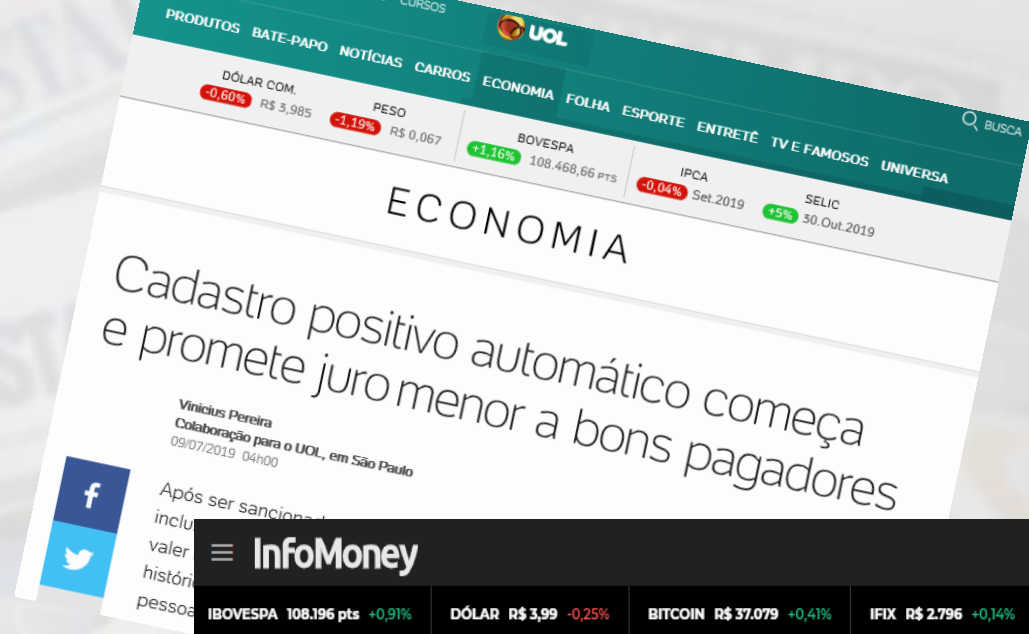 CURSOS
UOL
PRODUTOS BATE-PAPO NOTÍCIAS CARROS ECONOMIA FOLHA ESPORTE ENTRETÊ TV E FAMOSOS UNIVERSA
BUSCA
DÓLAR COM.
-0,60% R$ 3,985
PESO
-1,19% R$ 0,067
BOVESPA
+1,16% 108.468,66 PTS
IPCA
-0,04% Set.2019
SELIC
+5% 30.Out.2019
ECONOMIA
Cadastro positivo automático começa
e promete juro menor a bons pagadores
Vinicius Pereira
Colaboração para o UOL, em São Paulo
09/07/2019 04h00
Após ser
valer
InfoMoney
IBOVESPA 108.196 pts +0,91% DÓLAR R$ 3,99 -0,25% BITCOIN R$ 37.079 +0,41% IFIX R$ 2.796 +0,14%